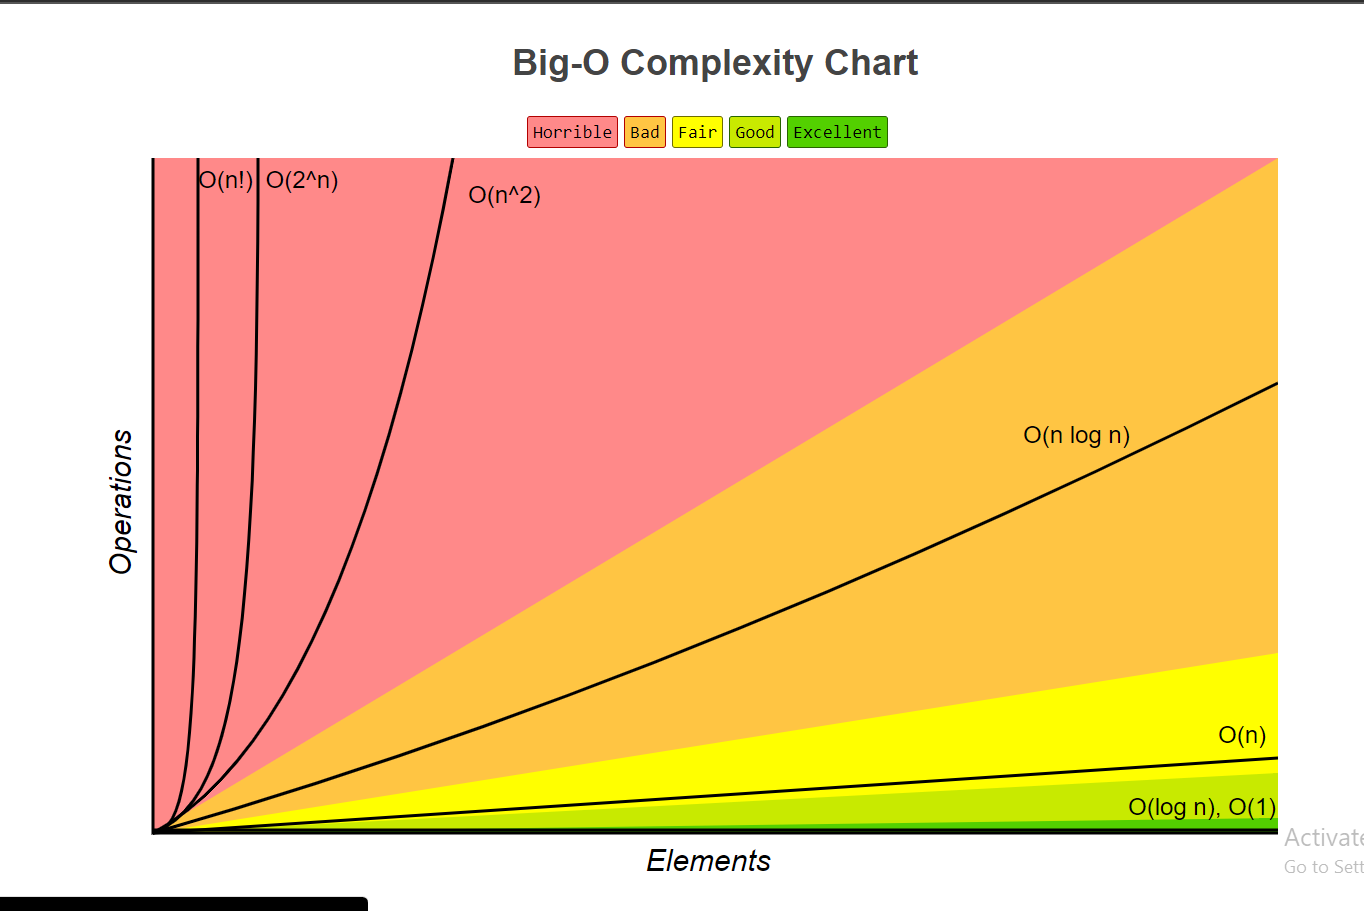 Big-O Complexity Chart
Horrible Bad Fair Good Excellent
O(n!) O(2^n)
O(n^2)
O(n log n)
O(n)
O(log n), O(1)
Operations
Elements
Activate
Go to Sett